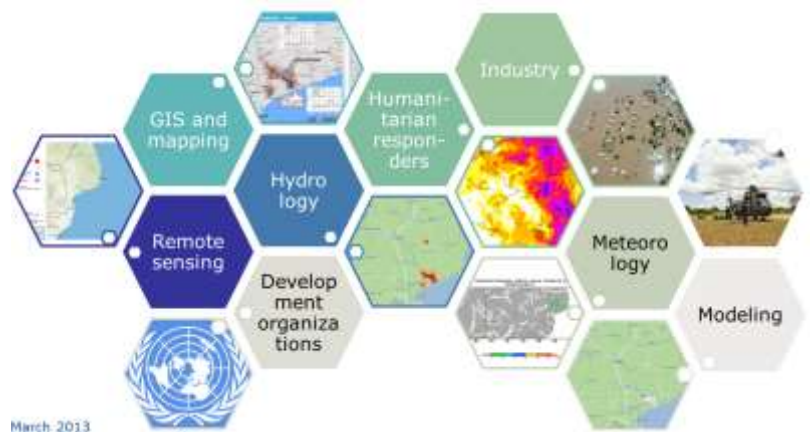 Industry
GIS and
mapping
Humani-
tarian
respon-
ders
Hydro
logy
Remote
sensing
Meteoro
logy
Develop
ment
organiza
tions
Modeling
March 2013